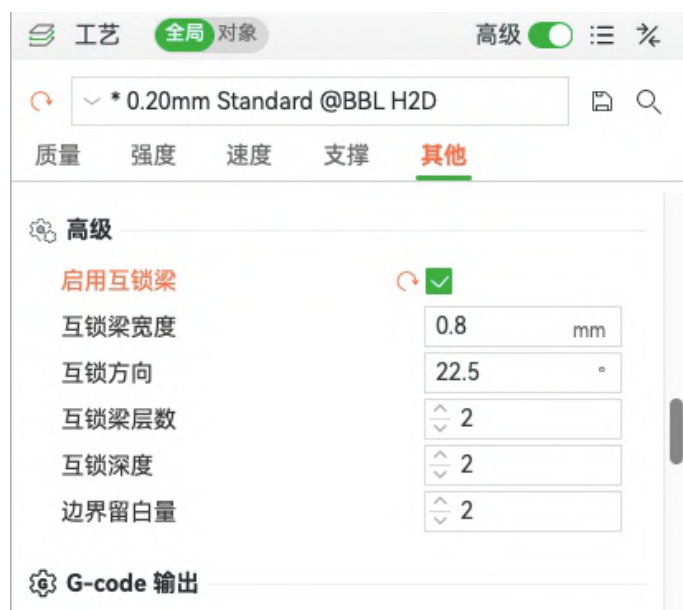 工艺 全局 对象 高级
* 0.20mm Standard @BBL H2D
质量 强度 速度 支撑 其他
高级
启用互锁梁
互锁梁宽度 0.8 mm
互锁方向 22.5 °
互锁梁层数 2
互锁深度 2
边界留白量 2
G-code 输出